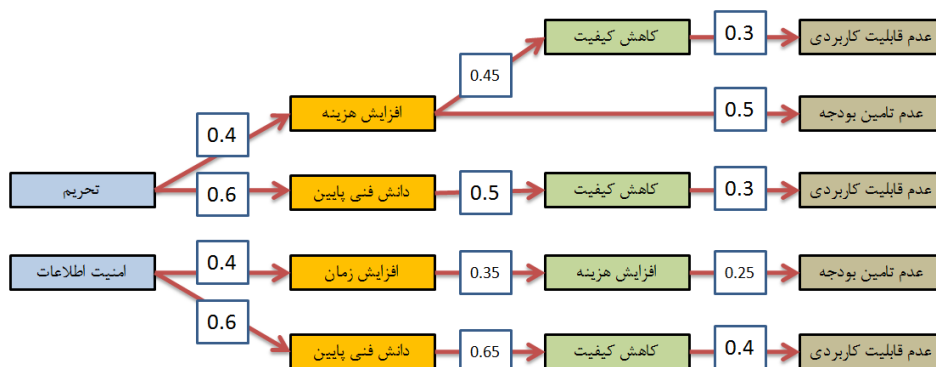 کاهش کیفیت
0.3
عدم قابلیت کاربردی
0.45
افزایش هزینه
0.5
عدم تامین بودجه
0.4
تحریم
0.6
دانش فنی پایین
0.5
کاهش کیفیت
0.3
عدم قابلیت کاربردی
امنیت اطلاعات
0.4
افزایش زمان
0.35
افزایش هزینه
0.25
عدم تامین بودجه
0.6
دانش فنی پایین
0.65
کاهش کیفیت
0.4
عدم قابلیت کاربردی